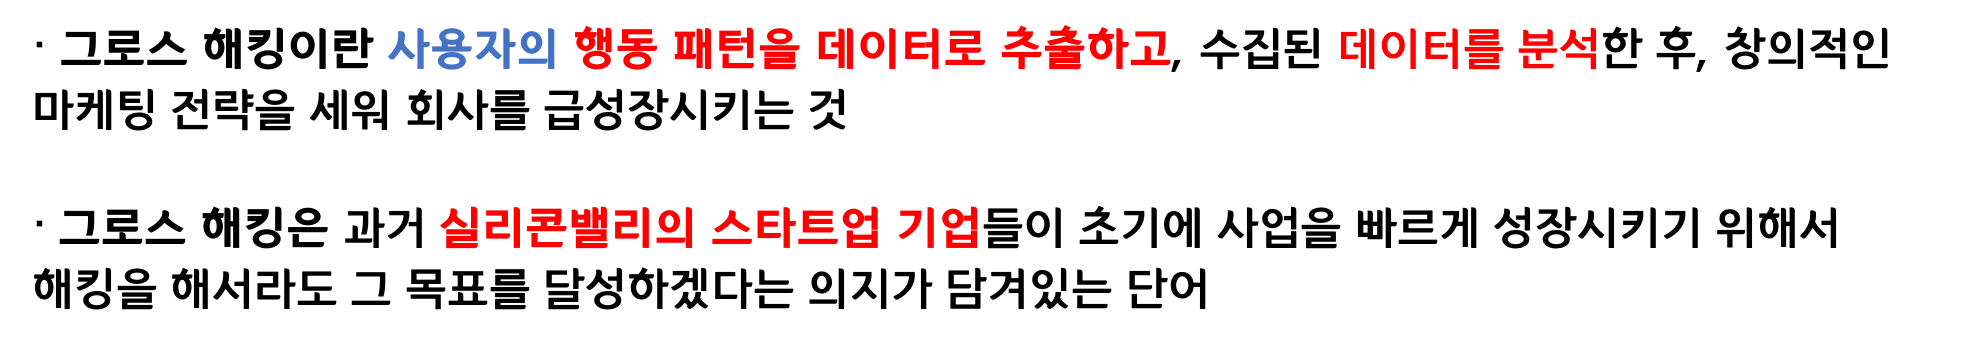 · 그로스 해킹이란 사용자의 행동 패턴을 데이터로 추출하고, 수집된 데이터를 분석한 후, 창의적인
마케팅 전략을 세워 회사를 급성장시키는 것
· 그로스 해킹은 과거 실리콘밸리의 스타트업 기업들이 초기에 사업을 빠르게 성장시키기 위해서
해킹을 해서라도 그 목표를 달성하겠다는 의지가 담겨있는 단어